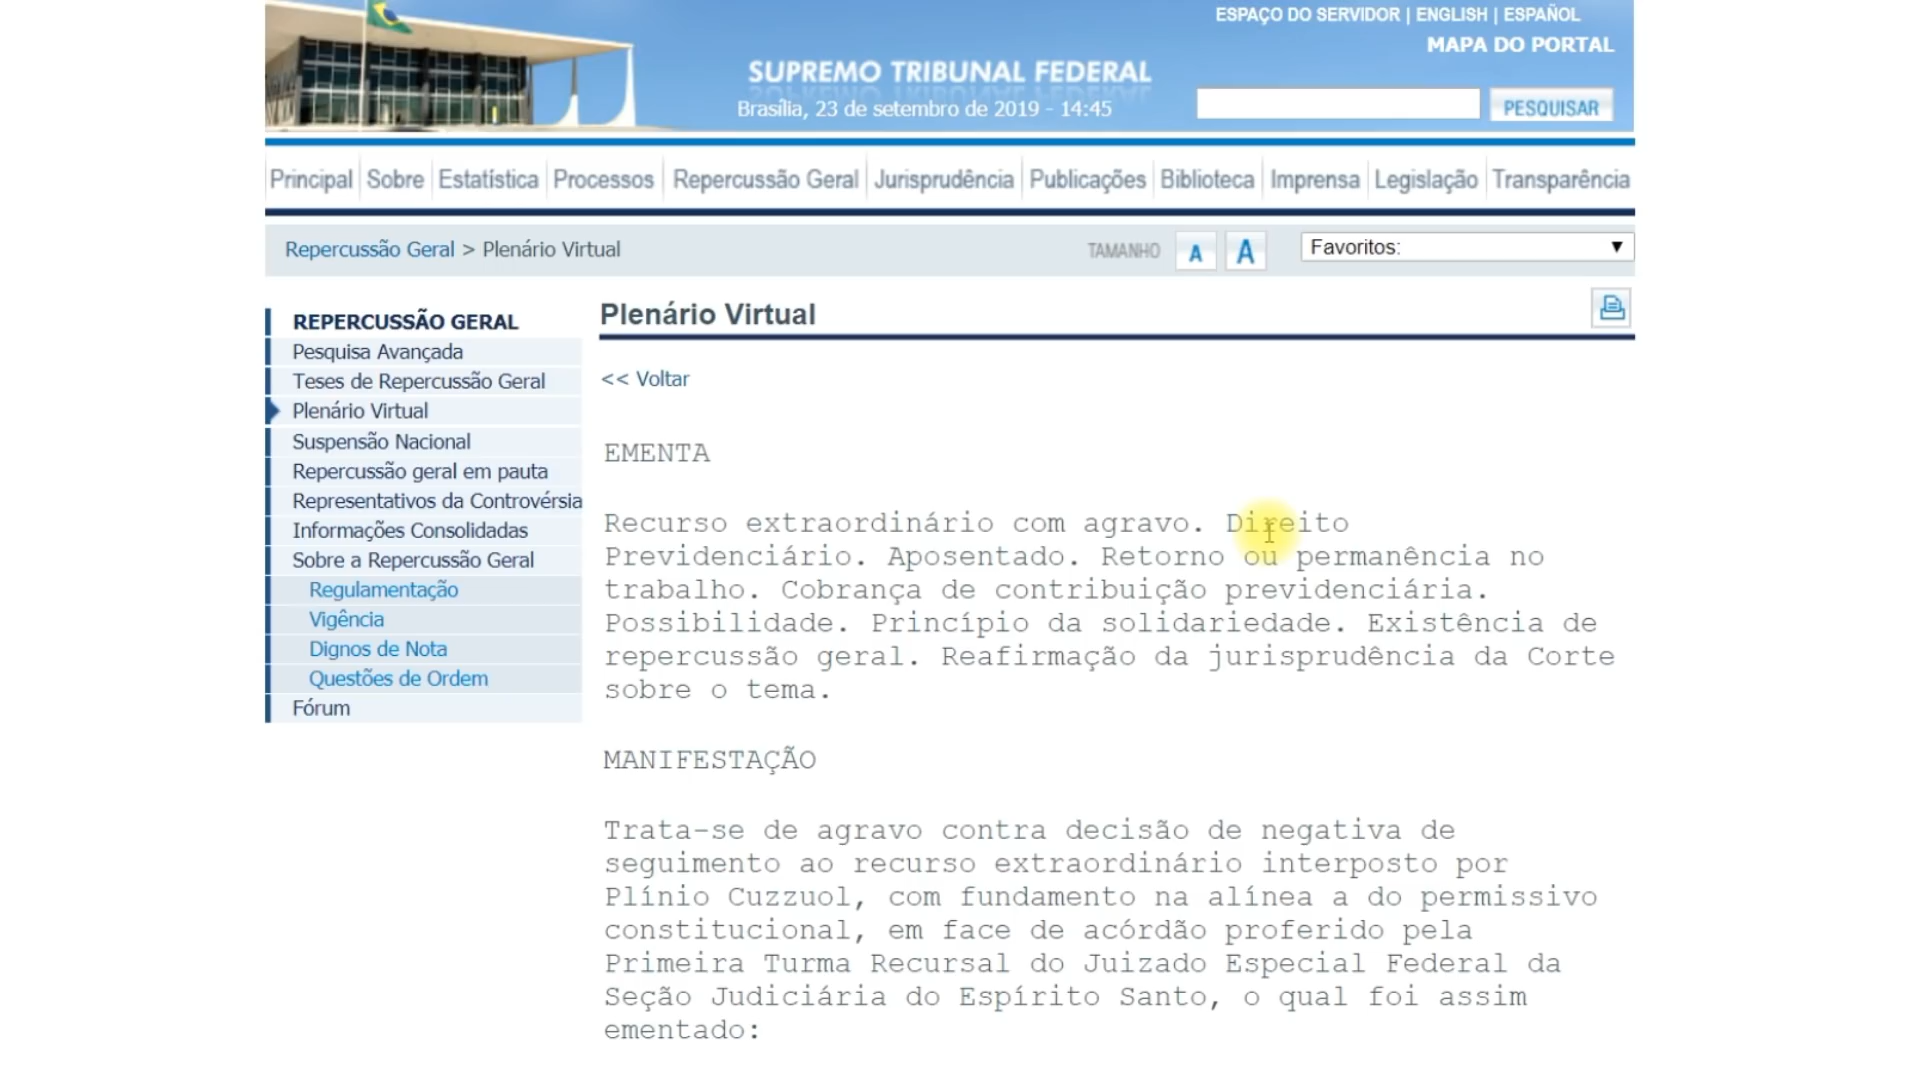 ESPAÇO DO SERVIDOR | ENGLISH | ESPAÑOL
MAPA DO PORTAL
SUPREMO TRIBUNAL FEDERAL
Brasília, 23 de setembro de 2019 - 14:45
PESQUISAR
Principal Sobre Estatística Processos Repercussão Geral Jurisprudência Publicações Biblioteca Imprensa Legislação Transparência
Repercussão Geral > Plenário Virtual
TAMANHO A A
Favoritos:
REPERCUSSÃO GERAL
Pesquisa Avançada
Teses de Repercussão Geral
Plenário Virtual
Suspensão Nacional
Repercussão geral em pauta
Representativos da Controvérsia
Informações Consolidadas
Sobre a Repercussão Geral
Regulamentação
Vigência
Dignos de Nota
Questões de Ordem
Fórum
Plenário Virtual
<< Voltar
EMENTA
Recurso extraordinário com agravo. Direito
Previdenciário. Aposentado. Retorno ou permanência no
trabalho. Cobrança de contribuição previdenciária.
Possibilidade. Princípio da solidariedade. Existência de
repercussão geral. Reafirmação da jurisprudência da Corte
sobre o tema.
MANIFESTAÇÃO
Trata-se de agravo contra decisão de negativa de
seguimento ao recurso extraordinário interposto por
Plínio Cuzzuol, com fundamento na alínea a do permissivo
constitucional, em face de acórdão proferido pela
Primeira Turma Recursal do Juizado Especial Federal da
Seção Judiciária do Espírito Santo, o qual foi assim
ementado: